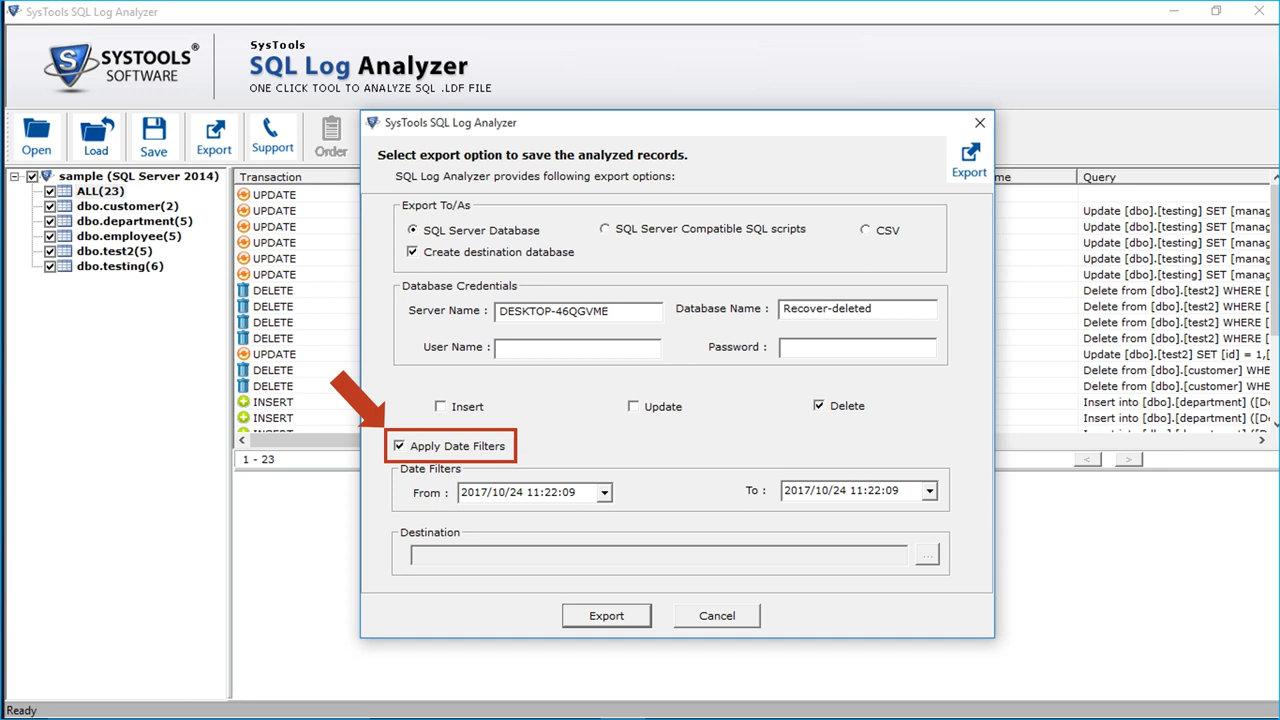 SysTools SQL Log Analyzer
SYSTOOLS®
SOFTWARE
SysTools
SQL Log Analyzer
ONE CLICK TOOL TO ANALYZE SQL .LDF FILE
Open
Load
Save
Export
Support
Order
sample (SQL Server 2014)
ALL(23)
dbo.customer(2)
dbo.department(5)
dbo.employee(5)
dbo.test2(5)
dbo.testing(6)
Transaction
me
Query
UPDATE
UPDATE Update [dbo].[testing] SET [manag
UPDATE Update [dbo].[testing] SET [manag
UPDATE Update [dbo].[testing] SET [manag
UPDATE Update [dbo].[testing] SET [manag
UPDATE Update [dbo].[testing] SET [manag
DELETE Delete from [dbo].[test2] WHERE [
DELETE Delete from [dbo].[test2] WHERE [
DELETE Delete from [dbo].[test2] WHERE [
DELETE Delete from [dbo].[test2] WHERE [
UPDATE Update [dbo].[test2] SET [id] = 1,[
DELETE Delete from [dbo].[customer] WHE
DELETE Delete from [dbo].[customer] WHE
INSERT Insert into [dbo].[department] ([De
INSERT Insert into [dbo].[department] ([De
1 - 23
< >
SysTools SQL Log Analyzer
Select export option to save the analyzed records.
SQL Log Analyzer provides following export options:
Export
Export To/As
SQL Server Database
SQL Server Compatible SQL scripts
CSV
Create destination database
Database Credentials
Server Name : DESKTOP-46QGVME
Database Name : Recover-deleted
User Name :
Password :
Insert
Update
Delete
Apply Date Filters
Date Filters
From : 2017/10/24 11:22:09
To : 2017/10/24 11:22:09
Destination
...
Export
Cancel
Ready